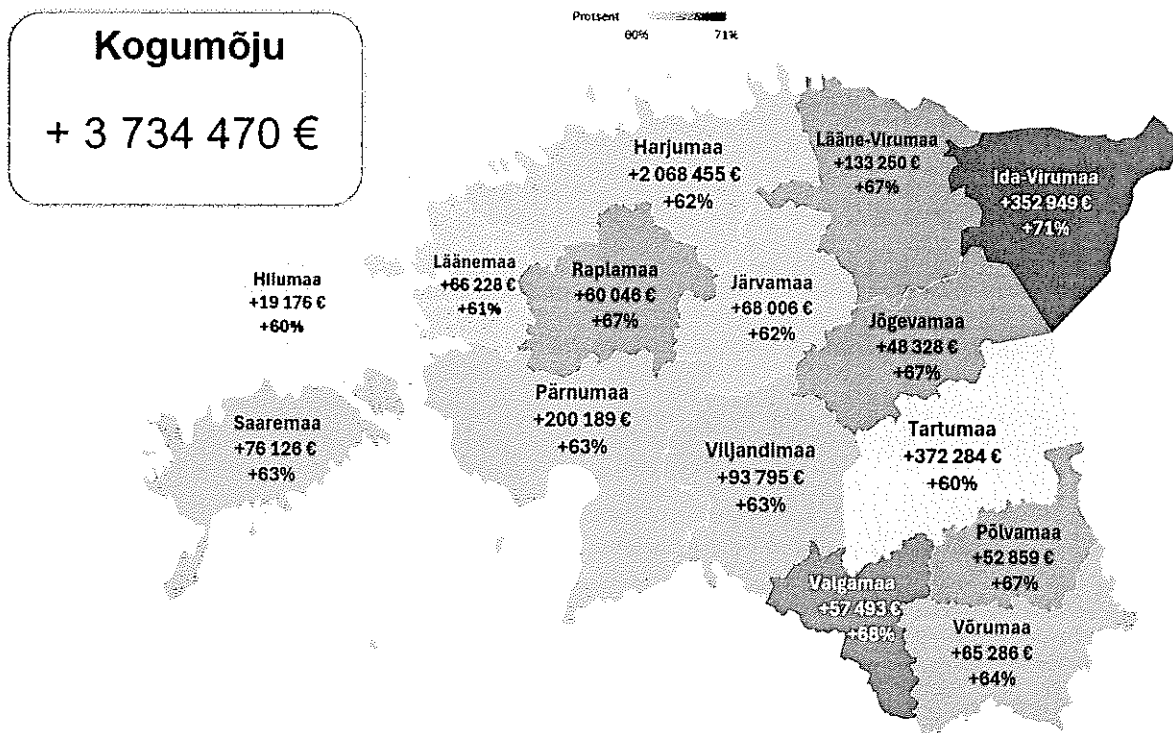 Kogumõju
+ 3 734 470 €
Protsent
60%
71%
Harjumaa
+2 068 455 €
+62%
Lääne-Virumaa
+133 250 €
+67%
Ida-Virumaa
+352 949 €
+71%
Hiiumaa
+19 176 €
+60%
Läänemaa
+66 228 €
+61%
Raplamaa
+60 046 €
+67%
Järvamaa
+68 006 €
+62%
Jõgevamaa
+48 328 €
+67%
Saaremaa
+76 126 €
+63%
Pärnumaa
+200 189 €
+63%
Viljandimaa
+93 795 €
+63%
Tartumaa
+372 284 €
+60%
Põlvamaa
+52 859 €
+67%
Valgamaa
+57 493 €
+68%
Võrumaa
+65 286 €
+64%